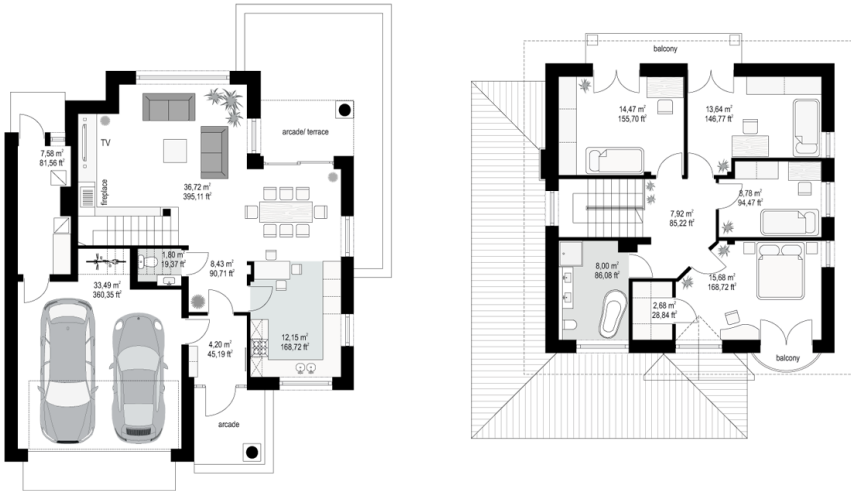 balcony
14,47 m²
155,70 ft²
13,64 m²
146,77 ft²
arcade/ terrace
7,58 m²
81,56 ft²
TV
fireplace
36,72 m²
395,11 ft²
8,78 m²
94,47 ft²
7,92 m²
85,22 ft²
1,80 m²
19,37 ft²
8,43 m²
90,71 ft²
8,00 m²
86,08 ft²
15,68 m²
168,72 ft²
33,49 m²
360,35 ft²
2,68 m²
28,84 ft²
4,20 m²
45,19 ft²
12,15 m²
168,72 ft²
balcony
arcade